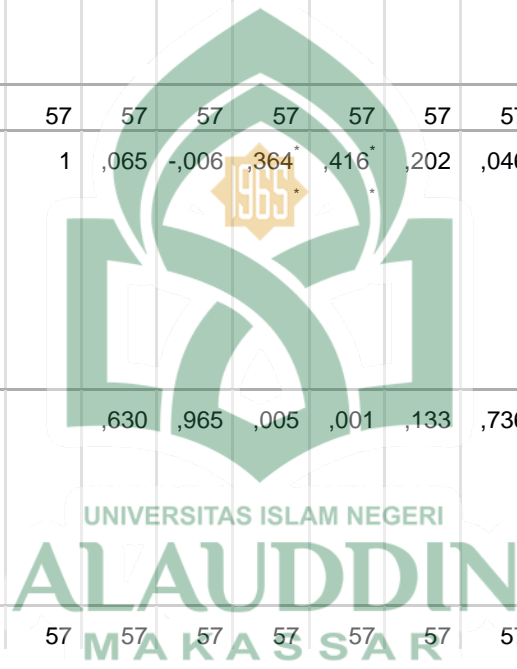 57 57 57 57 57 57
1 ,065 -,006 ,364** ,416** ,202
1965
,630 ,965 ,005 ,001 ,133
UNIVERSITAS ISLAM NEGERI
ALAUDDIN
57 57 57 57 57 57
MAKASSAR